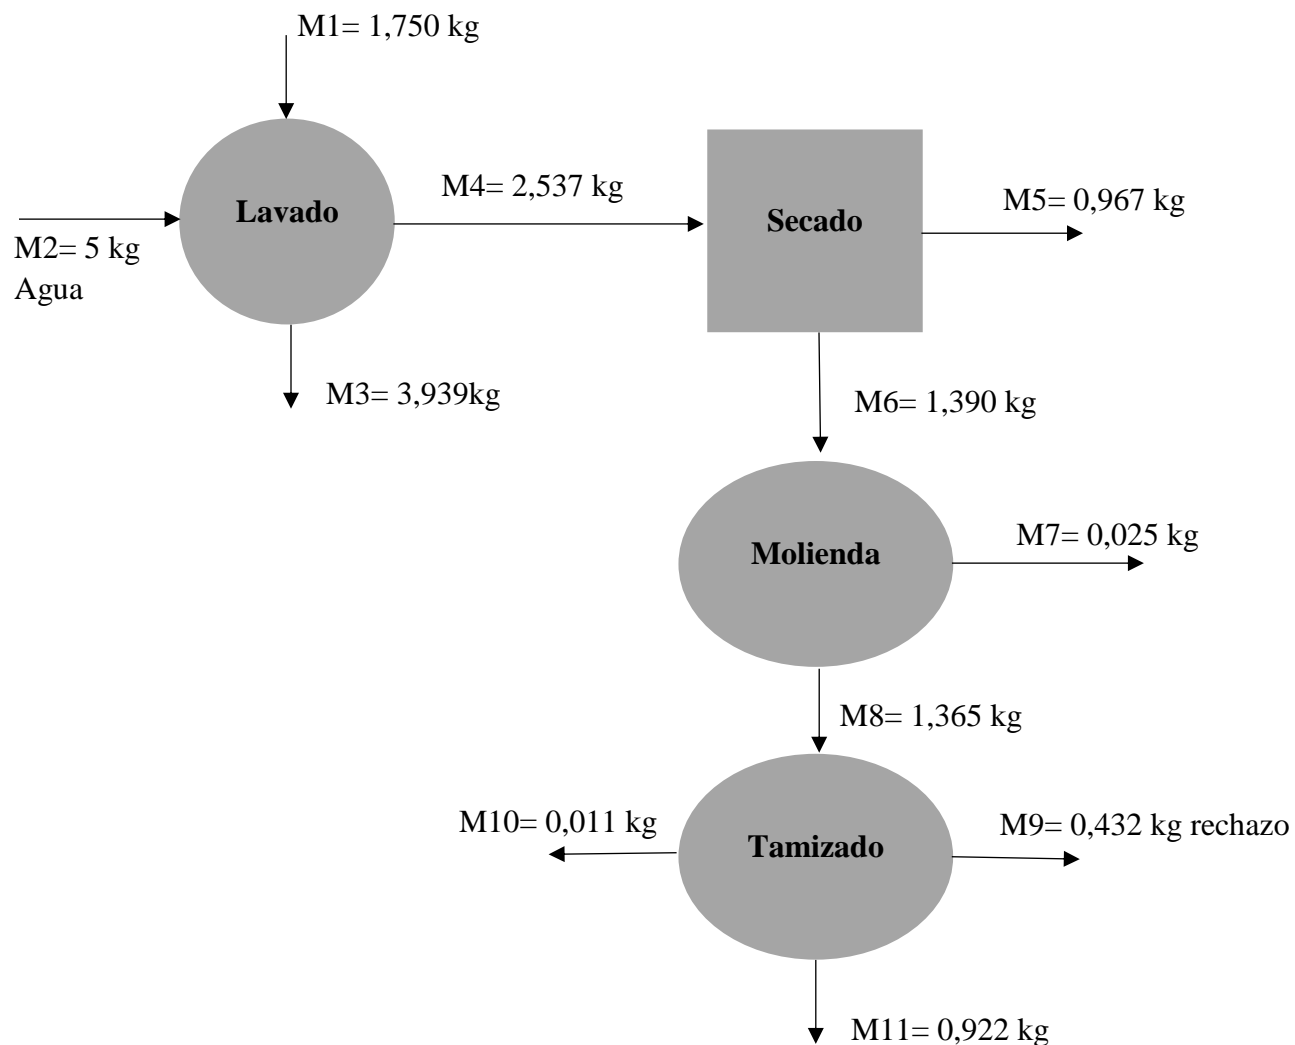 M1= 1,750 kg
Lavado
M4= 2,537 kg
Secado
M5= 0,967 kg
M2= 5 kg
Agua
M3= 3,939kg
M6= 1,390 kg
Molienda
M7= 0,025 kg
M8= 1,365 kg
M10= 0,011 kg
Tamizado
M9= 0,432 kg rechazo
M11= 0,922 kg